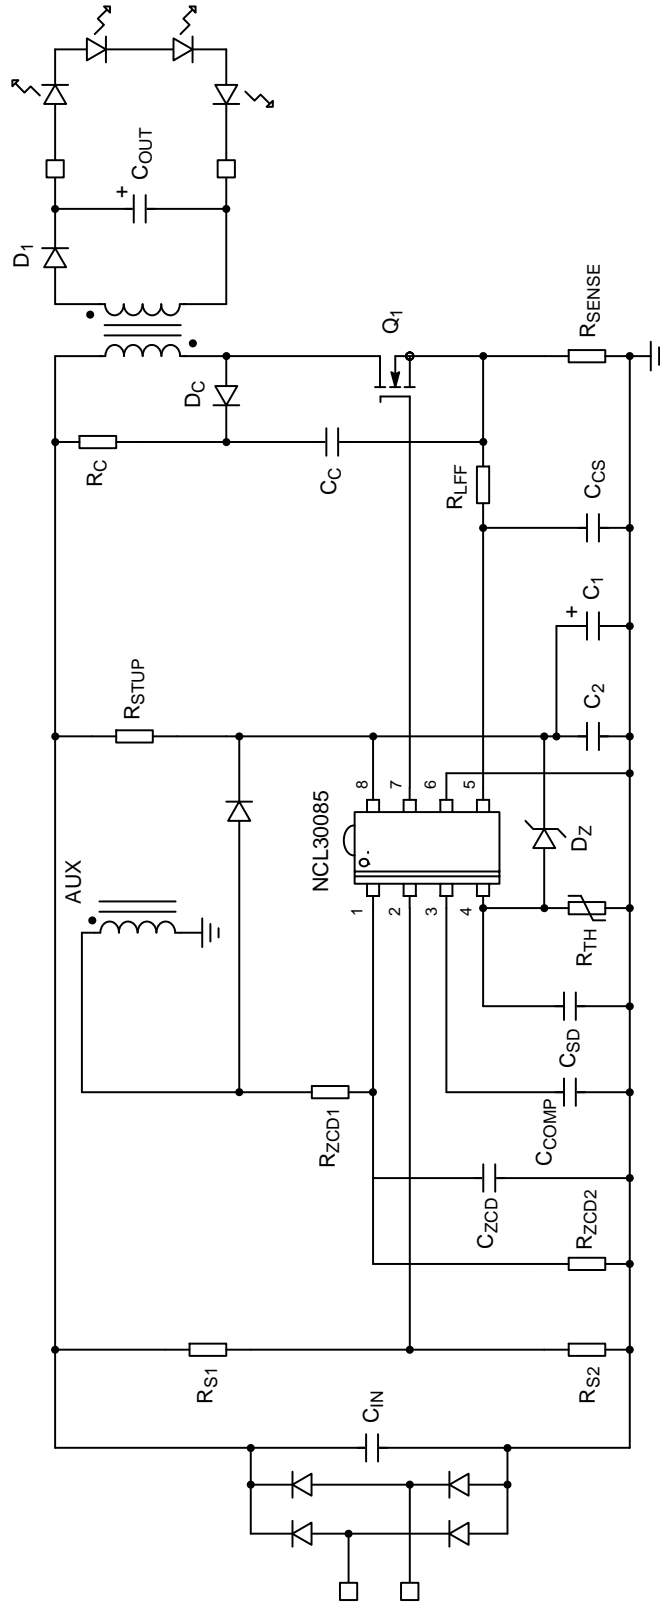 COUT
+
D1
Q1
RSENSE
DC
RC
CC
RLFF
CCS
C1
+
RSTUP
C2
NCL30085
8
7
6
5
1
2
3
4
DZ
AUX
RTH
CSD
RZCD1
CCOMP
CZCD
RZCD2
RS1
RS2
CIN